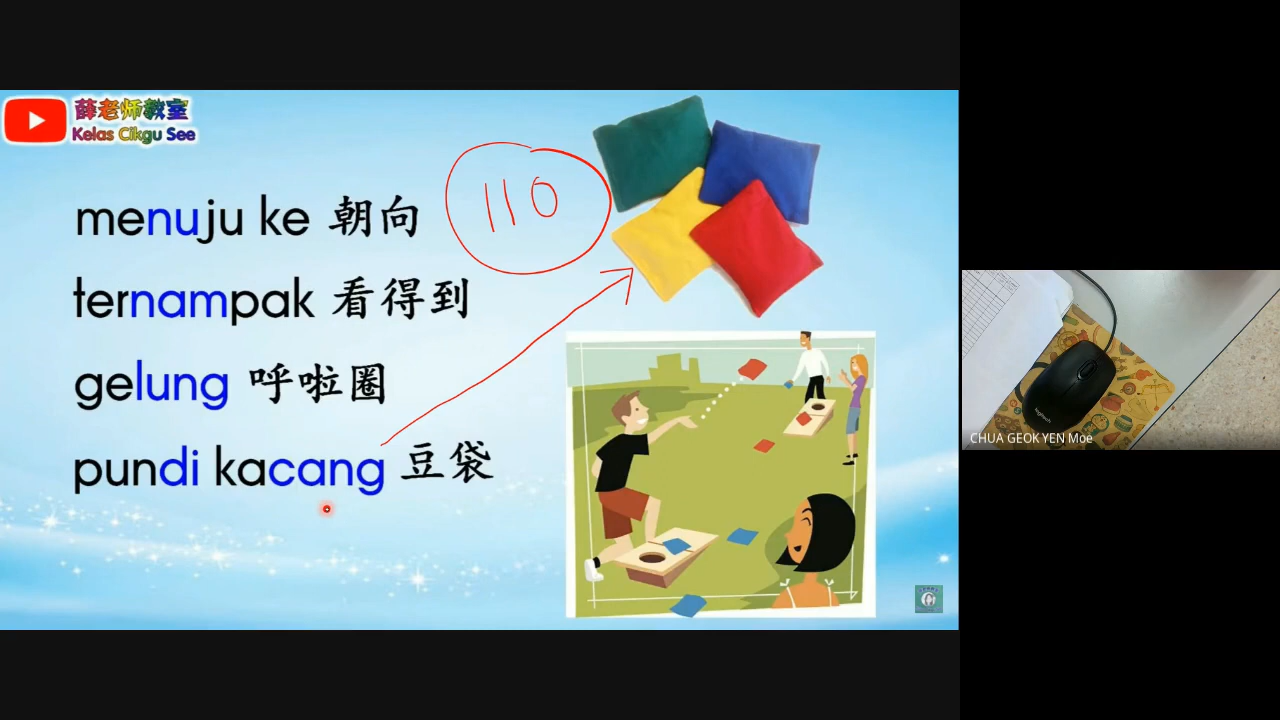 薛老师教室
Kelas Cikgu See
menuju ke 朝向
110
ternampak 看得到
gelung 呼啦圈
pundi kacang 豆袋
CHUA GEOK YEN Moe